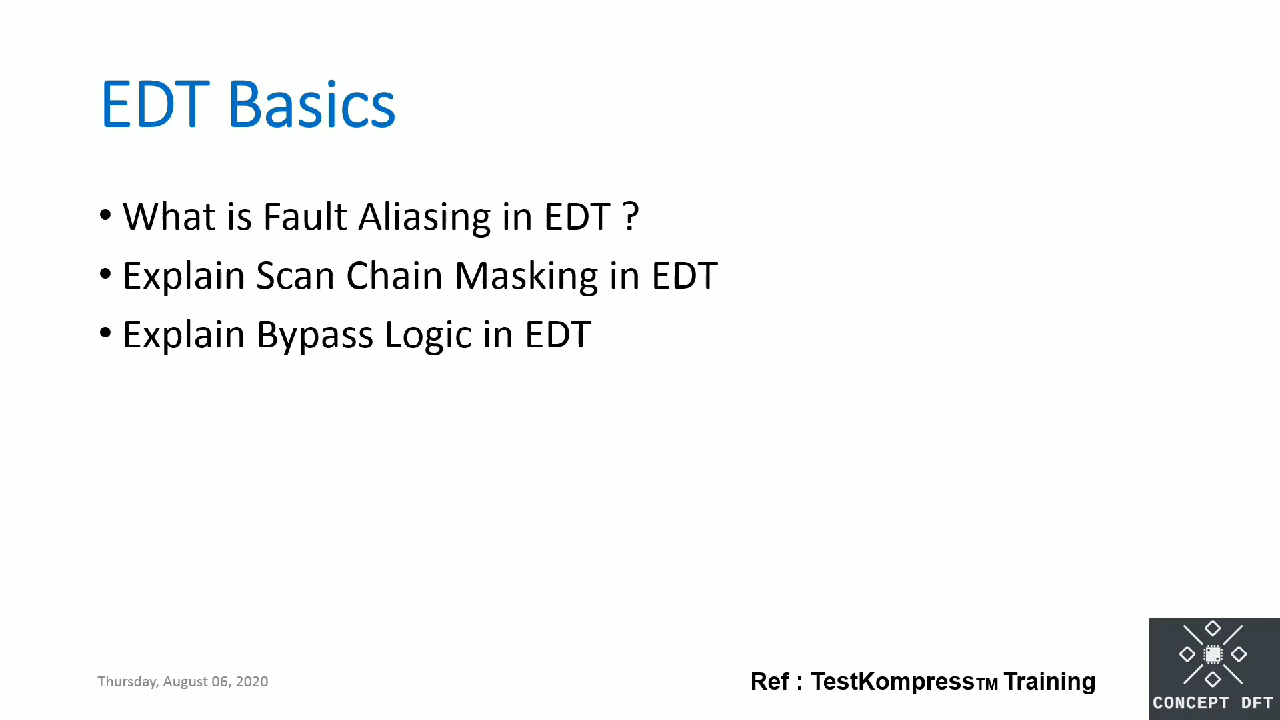 EDT Basics
• What is Fault Aliasing in EDT ?
• Explain Scan Chain Masking in EDT
• Explain Bypass Logic in EDT
Thursday, August 06, 2020
Ref : TestKompressTM Training
CONCEPT DFT